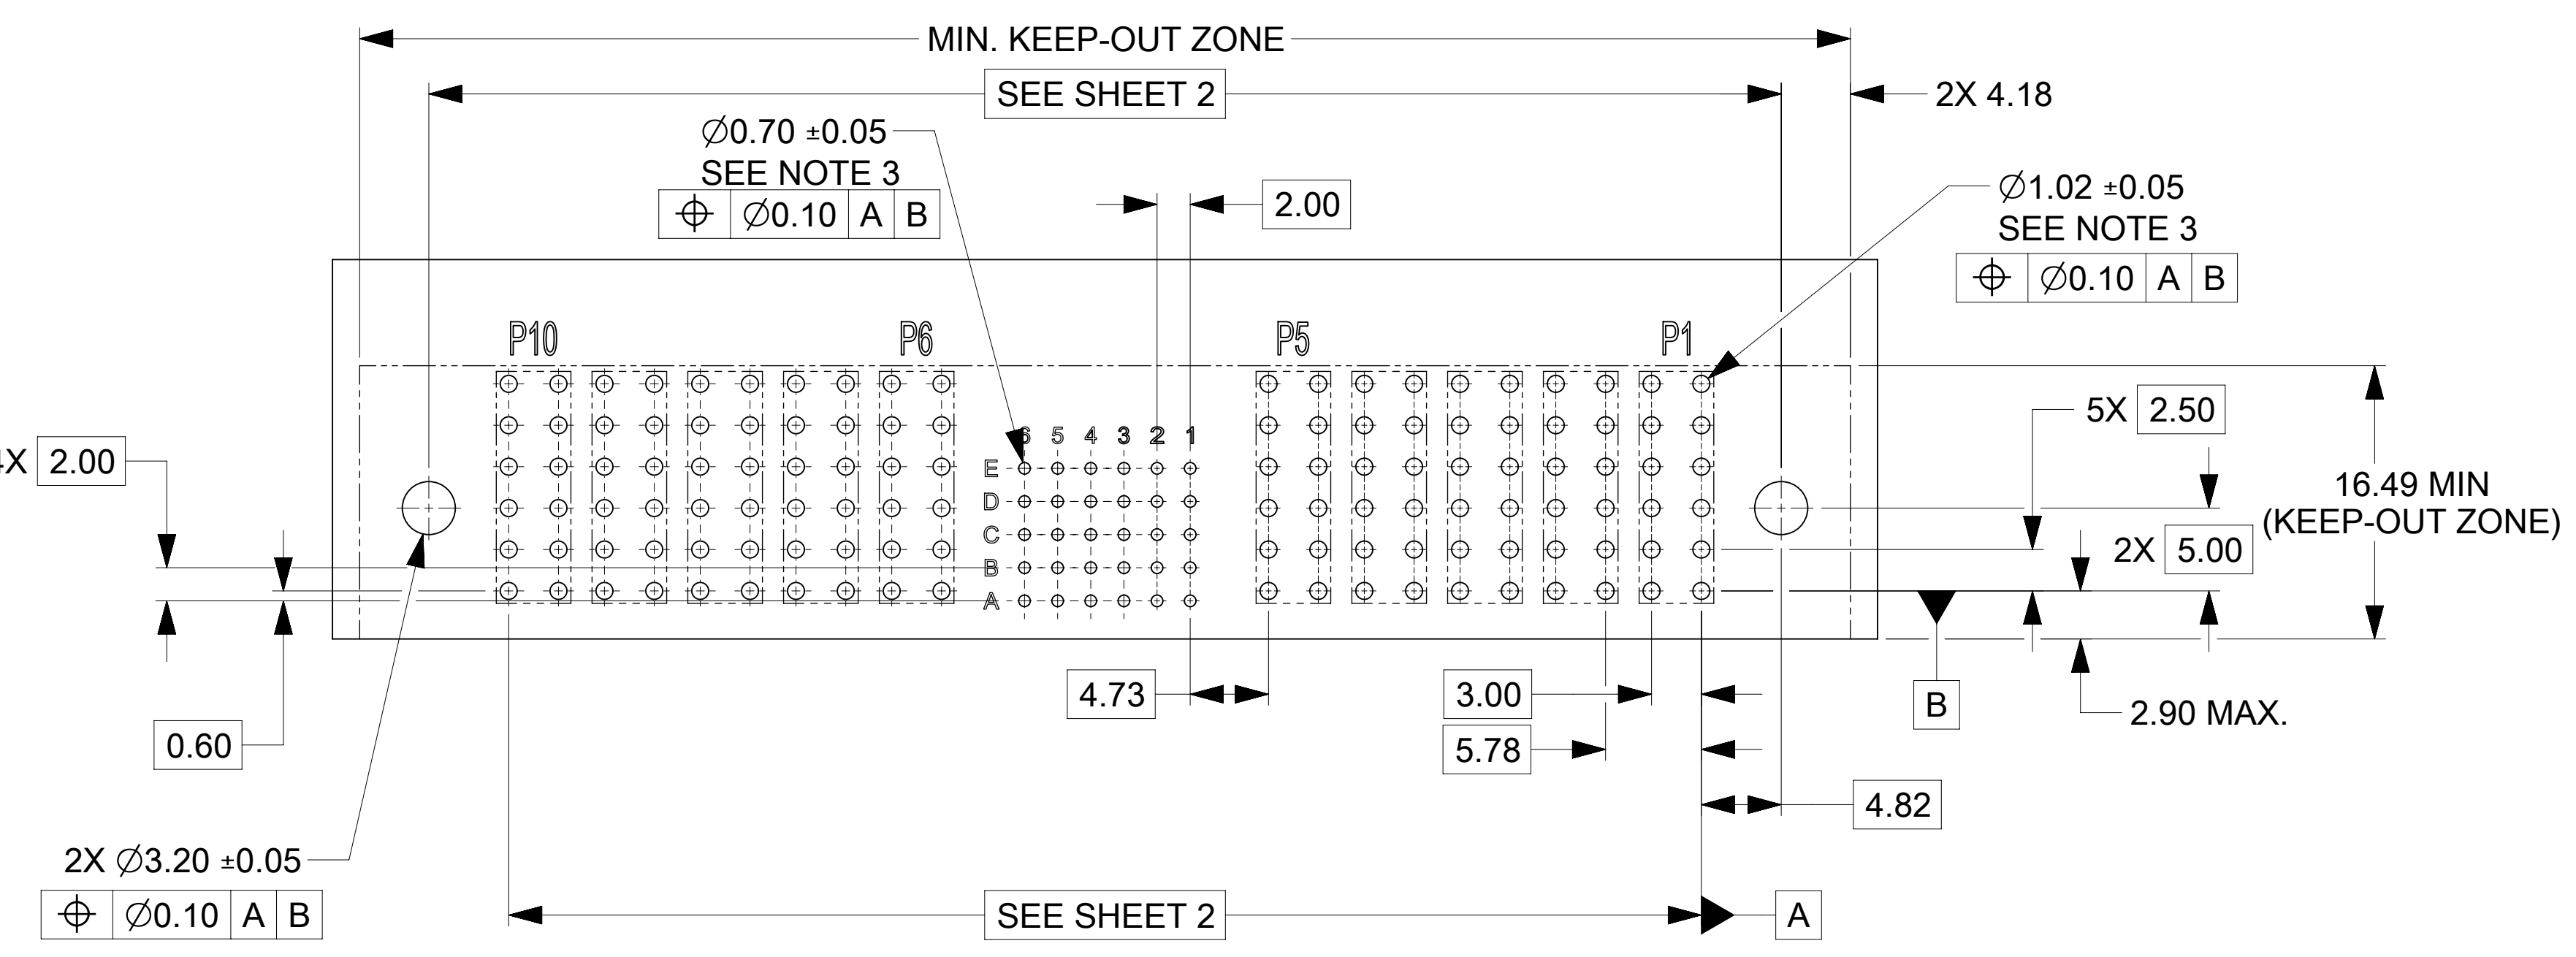 MIN. KEEP-OUT ZONE
SEE SHEET 2
2X 4.18
∅0.70 ±0.05
SEE NOTE 3
⌖ ∅0.10 A B
2.00
∅1.02 ±0.05
SEE NOTE 3
⌖ ∅0.10 A B
P10 P6 P5 P1
5X 2.50
6 5 4 3 2 1
4X 2.00
E
D
C
B
A
16.49 MIN
(KEEP-OUT ZONE)
2X 5.00
4.73
3.00
B
2.90 MAX.
0.60
5.78
4.82
2X ∅3.20 ±0.05
⌖ ∅0.10 A B
SEE SHEET 2
A